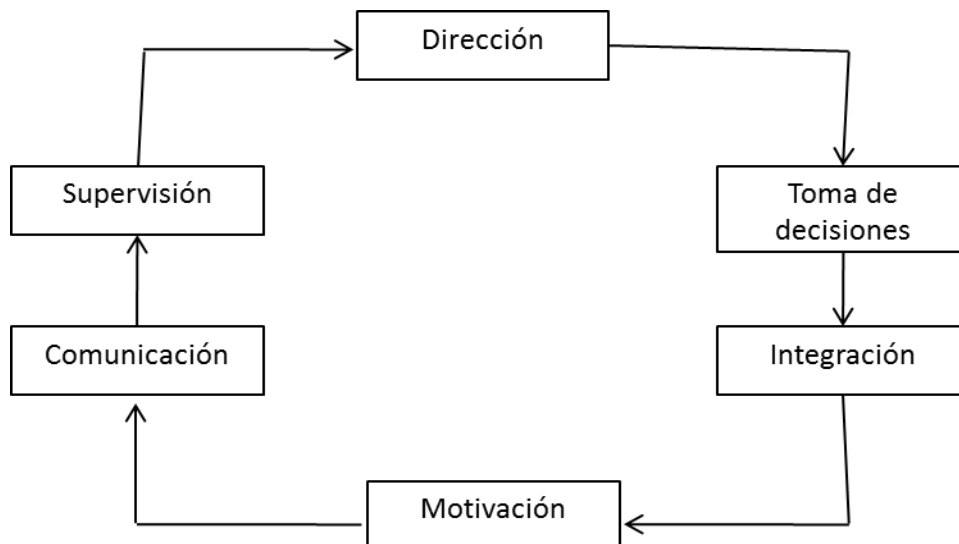 Dirección
Supervisión
Toma de
decisiones
Comunicación
Integración
Motivación